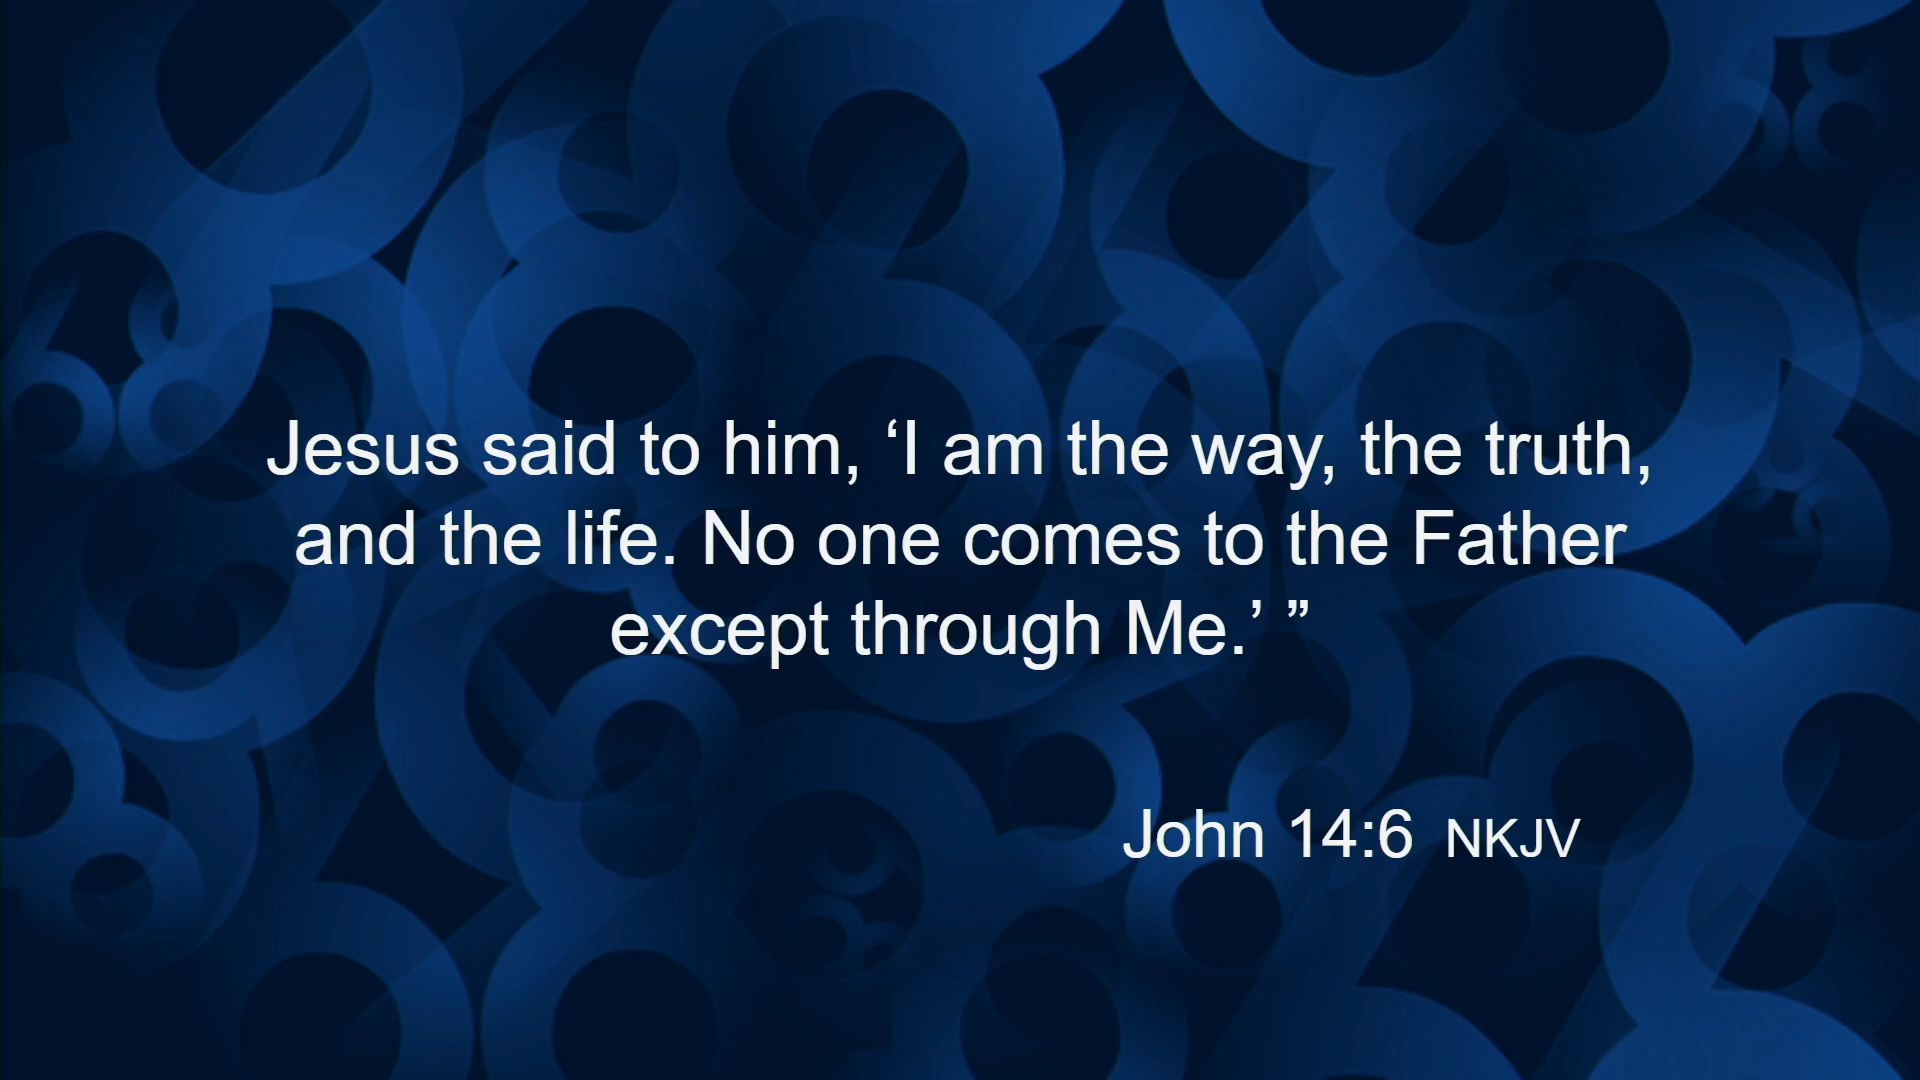 Jesus said to him, ‘I am the way, the truth,
and the life. No one comes to the Father
except through Me.’ ”
John 14:6 NKJV